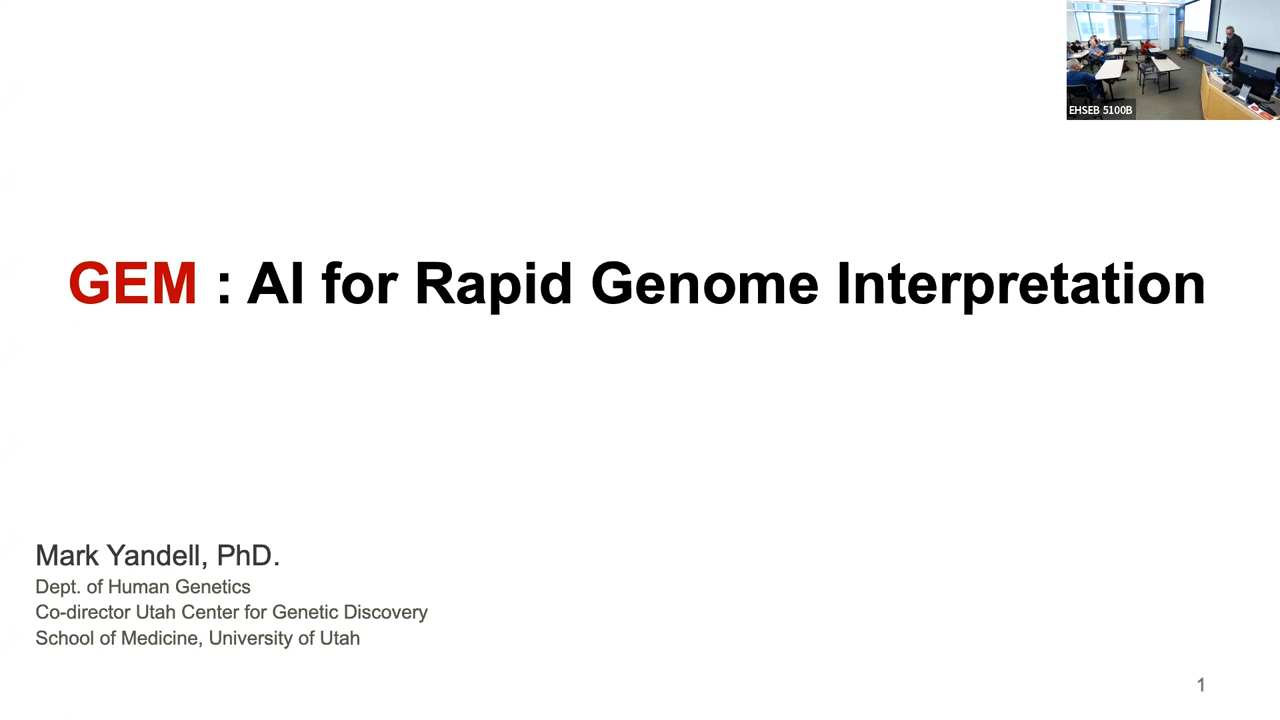 EHSEB 5100B
GEM : AI for Rapid Genome Interpretation
Mark Yandell, PhD.
Dept. of Human Genetics
Co-director Utah Center for Genetic Discovery
School of Medicine, University of Utah
1